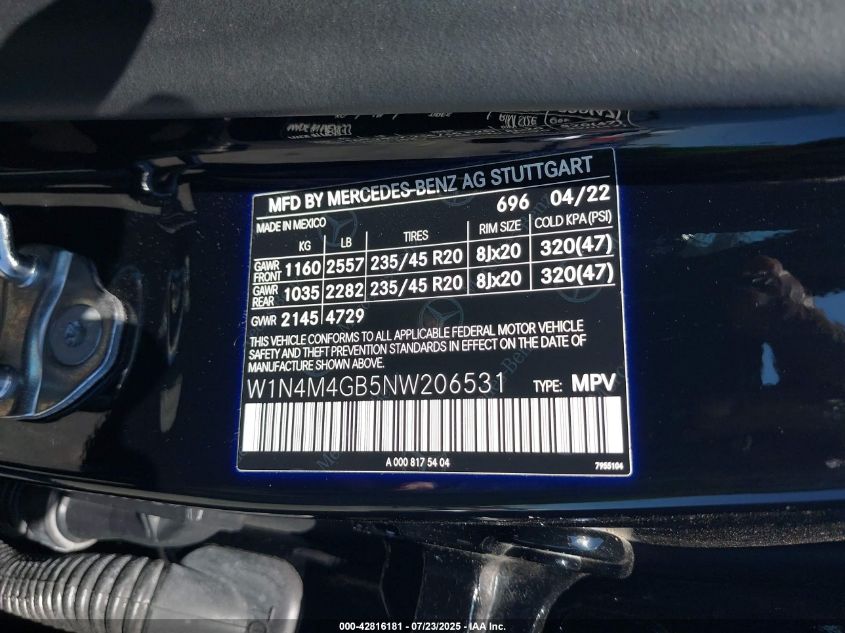 MFD BY MERCEDES-BENZ AG STUTTGART
MADE IN MEXICO 696 04/22
KG LB TIRES RIM SIZE COLD KPA(PSI)
GAWR FRONT 1160 2557 235/45 R20 8Jx20 320(47)
GAWR REAR 1035 2282 235/45 R20 8Jx20 320(47)
GVWR 2145 4729
THIS VEHICLE CONFORMS TO ALL APPLICABLE FEDERAL MOTOR VEHICLE
SAFETY AND THEFT PREVENTION STANDARDS IN EFFECT ON THE DATE OF
MANUFACTURE SHOWN ABOVE.
W1N4M4GB5NW206531 TYPE: MPV
A 000 817 54 04 7955104
000-42816181 - 07/23/2025 - IAA Inc.